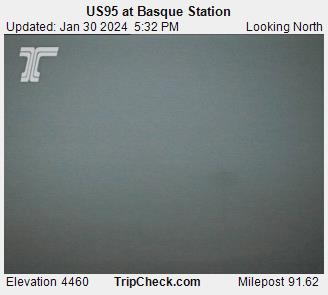 US95 at Basque Station
Updated: Jan 30 2024 5:32 PM Looking North
Elevation 4460 TripCheck.com Milepost 91.62